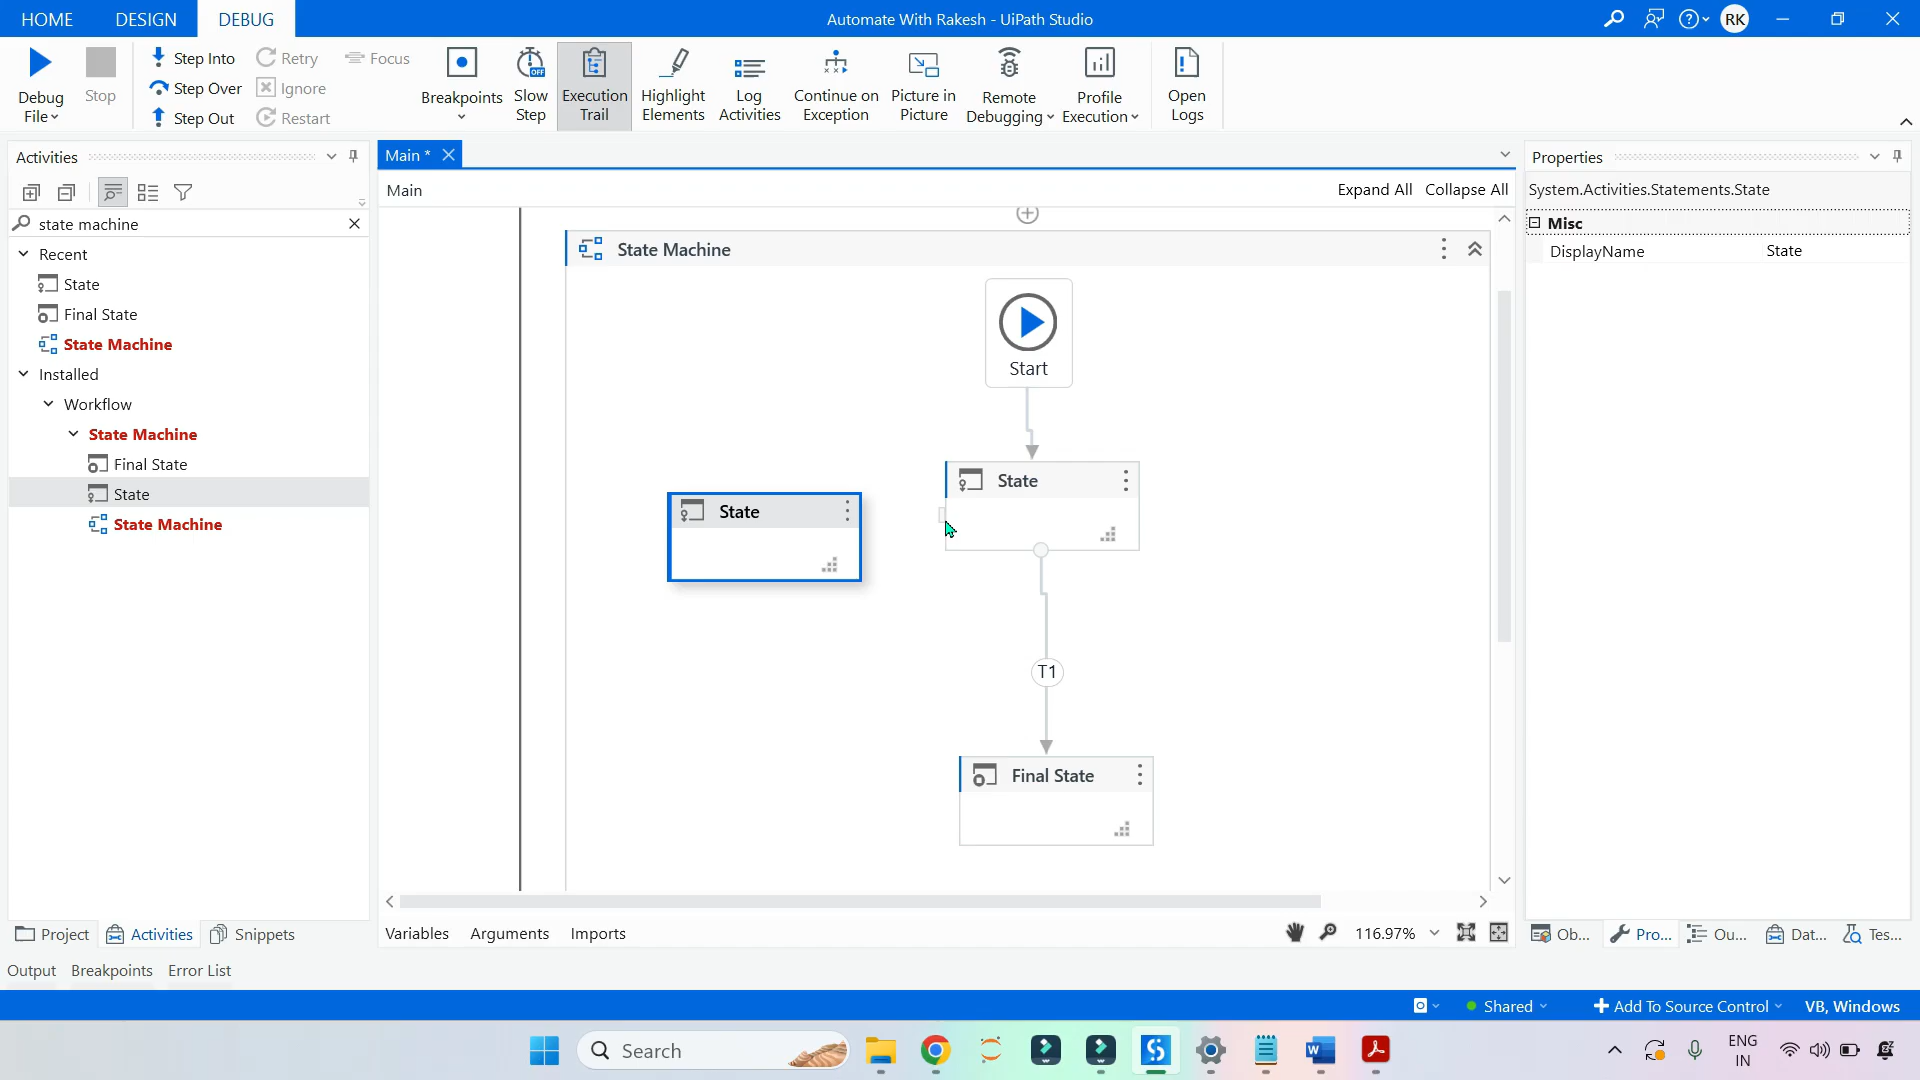 HOME
DESIGN
DEBUG
Automate With Rakesh - UiPath Studio
RK
Debug
File
Stop
Step Into
Step Over
Step Out
Retry
Ignore
Restart
Focus
Breakpoints
OFF
Slow
Step
Execution
Trail
Highlight
Elements
Log
Activities
Continue on
Exception
Picture in
Picture
Remote
Debugging
Profile
Execution
Open
Logs
Activities
state machine
Recent
State
Final State
State Machine
Installed
Workflow
State Machine
Final State
State
State Machine
Main *
Main
Expand All
Collapse All
State Machine
Start
State
State
T1
Final State
Properties
System.Activities.Statements.State
Misc
DisplayName
State
Project
Activities
Snippets
Variables
Arguments
Imports
116.97%
Ob...
Pro...
Ou...
Dat...
Tes...
Output
Breakpoints
Error List
Shared
Add To Source Control
VB, Windows
Search
ENG
IN